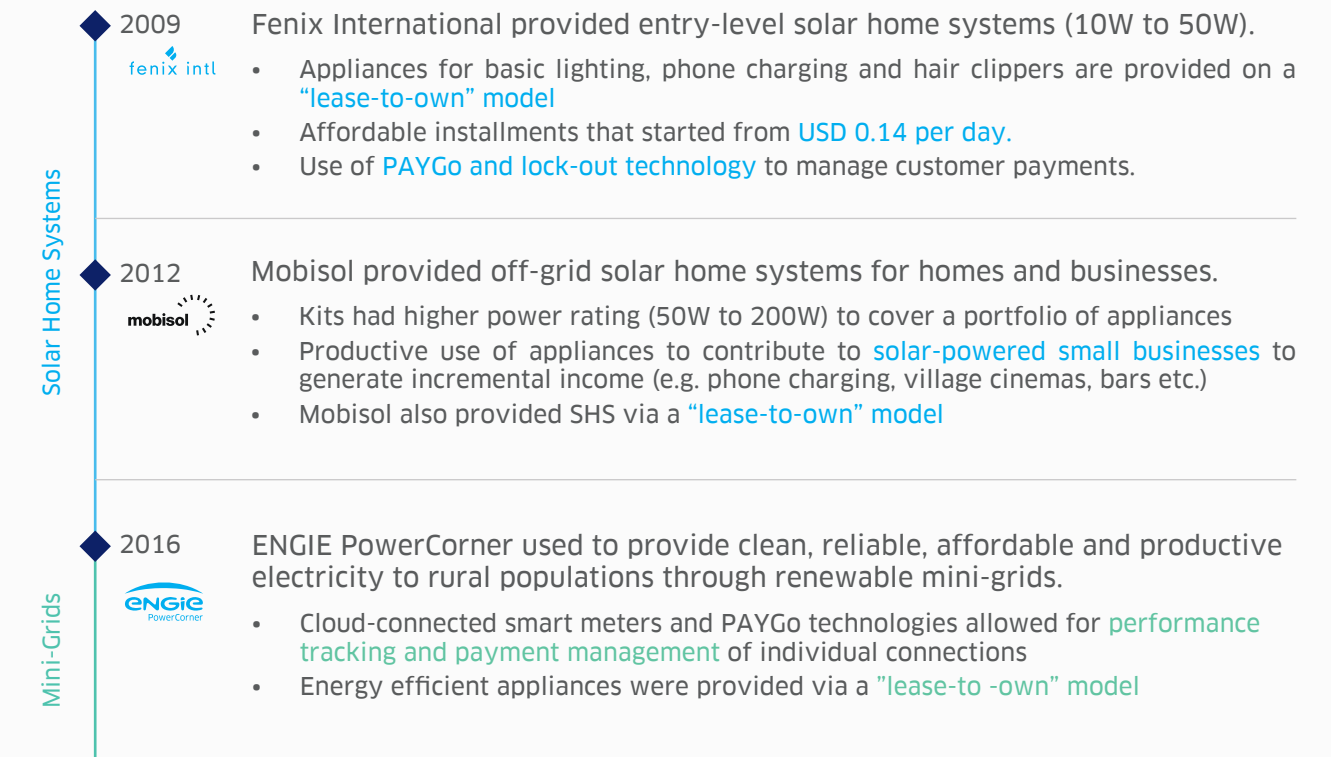 2009
fenix intl
Fenix International provided entry-level solar home systems (10W to 50W).
• Appliances for basic lighting, phone charging and hair clippers are provided on a
“lease-to-own” model
• Affordable installments that started from USD 0.14 per day.
• Use of PAYGo and lock-out technology to manage customer payments.
Solar Home Systems
2012
mobisol
Mobisol provided off-grid solar home systems for homes and businesses.
• Kits had higher power rating (50W to 200W) to cover a portfolio of appliances
• Productive use of appliances to contribute to solar-powered small businesses to
generate incremental income (e.g. phone charging, village cinemas, bars etc.)
• Mobisol also provided SHS via a “lease-to-own” model
2016
ENGIE
PowerCorner
ENGIE PowerCorner used to provide clean, reliable, affordable and productive
electricity to rural populations through renewable mini-grids.
Mini-Grids
• Cloud-connected smart meters and PAYGo technologies allowed for performance
tracking and payment management of individual connections
• Energy efficient appliances were provided via a ”lease-to -own” model